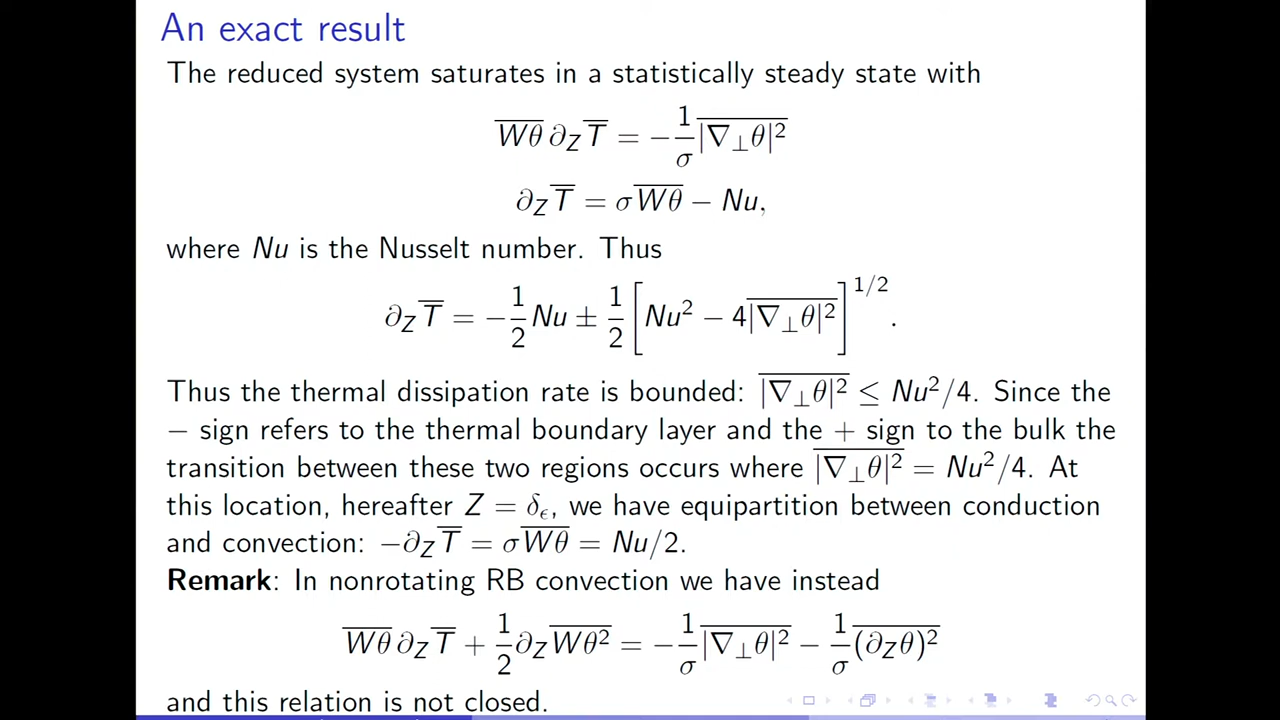 An exact result
The reduced system saturates in a statistically steady state with
$\overline{W\theta}\,\partial_Z\overline{T} = -\frac{1}{\sigma}\overline{|\nabla_\perp\theta|^2}$
$\partial_Z\overline{T} = \sigma\overline{W\theta} - Nu,$
where Nu is the Nusselt number. Thus
$\partial_Z\overline{T} = -\frac{1}{2}Nu \pm \frac{1}{2}\left[Nu^2 - 4\overline{|\nabla_\perp\theta|^2}\right]^{1/2}.$
Thus the thermal dissipation rate is bounded: $\overline{|\nabla_\perp\theta|^2} \leq Nu^2/4$. Since the
− sign refers to the thermal boundary layer and the + sign to the bulk the
transition between these two regions occurs where $\overline{|\nabla_\perp\theta|^2} = Nu^2/4$. At
this location, hereafter $Z = \delta_\epsilon$, we have equipartition between conduction
and convection: $-\partial_Z\overline{T} = \sigma\overline{W\theta} = Nu/2$.
Remark: In nonrotating RB convection we have instead
$\overline{W\theta}\,\partial_Z\overline{T} + \frac{1}{2}\partial_Z\overline{W\theta^2} = -\frac{1}{\sigma}\overline{|\nabla_\perp\theta|^2} - \frac{1}{\sigma}\overline{(\partial_Z\theta)^2}$
and this relation is not closed.